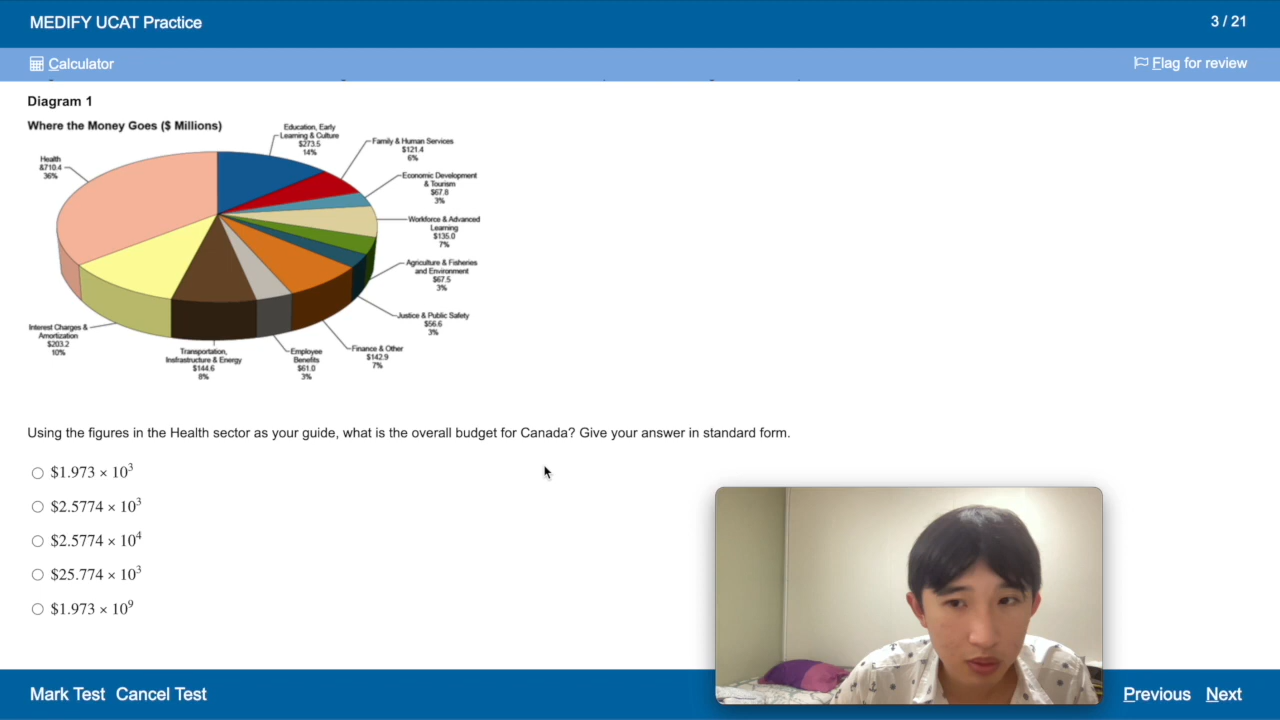 MEDIFY UCAT Practice
3 / 21
Calculator
Flag for review
Diagram 1
Where the Money Goes ($ Millions)
Education, Early
Learning & Culture
$273.5
14%
Family & Human Services
$121.4
6%
Health
&710.4
36%
Economic Development
& Tourism
$67.8
3%
Workforce & Advanced
Learning
$135.0
7%
Agriculture & Fisheries
and Environment
$67.5
3%
Justice & Public Safety
$56.6
3%
Interest Charges &
Amortization
$203.2
10%
Transportation,
Insfrastructure & Energy
$144.6
8%
Employee
Benefits
$61.0
3%
Finance & Other
$142.9
7%
Using the figures in the Health sector as your guide, what is the overall budget for Canada? Give your answer in standard form.
$1.973 × 10³
$2.5774 × 10³
$2.5774 × 10⁴
$25.774 × 10³
$1.973 × 10⁹
Mark Test Cancel Test
Previous Next